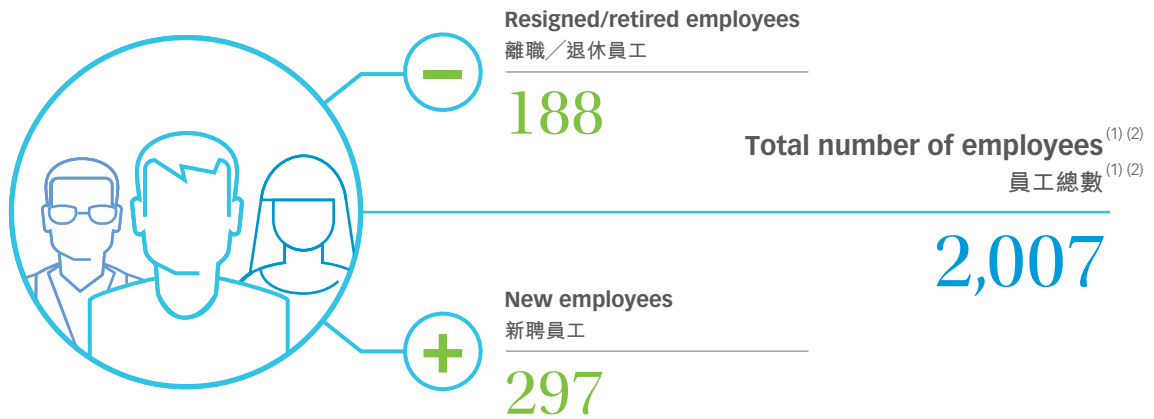 Resigned/retired employees
離職╱退休員工
188
Total number of employees (1) (2)
員工總數 (1) (2)
2,007
New employees
新聘員工
297